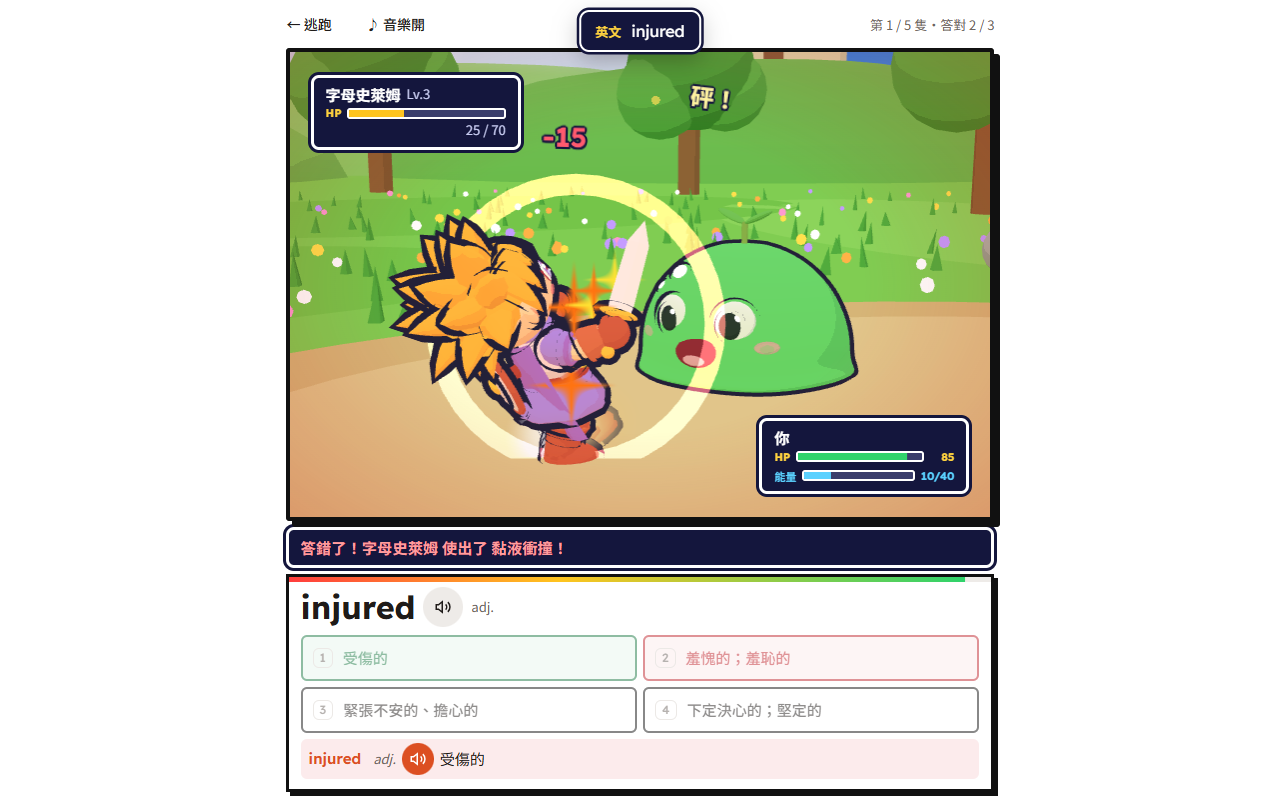 ← 逃跑
♪ 音樂開
英文 injured
第 1 / 5 隻・答對 2 / 3
字母史萊姆 Lv.3
HP
25 / 70
-15
砰！
你
HP 85
能量 10/40
答錯了！字母史萊姆 使出了 黏液衝撞！
injured adj.
1 受傷的
2 羞愧的；羞恥的
3 緊張不安的、擔心的
4 下定決心的；堅定的
injured adj. 受傷的